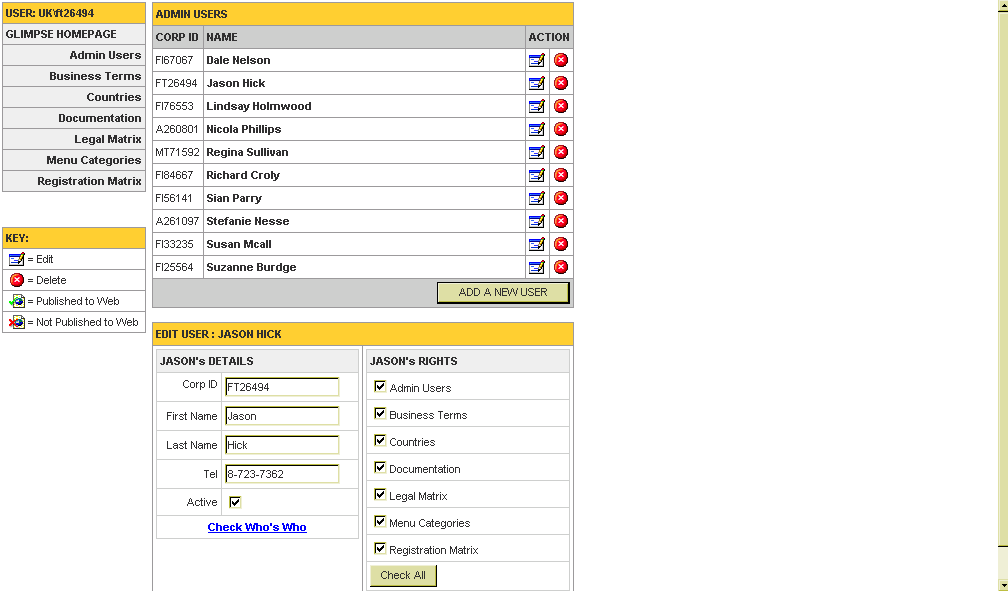 USER: UK\ft26494
GLIMPSE HOMEPAGE
Admin Users
Business Terms
Countries
Documentation
Legal Matrix
Menu Categories
Registration Matrix
KEY:
= Edit
= Delete
= Published to Web
= Not Published to Web
ADMIN USERS
CORP ID NAME ACTION
FI67067 Dale Nelson
FT26494 Jason Hick
FI76553 Lindsay Holmwood
A260801 Nicola Phillips
MT71592 Regina Sullivan
FI84667 Richard Croly
FI56141 Sian Parry
A261097 Stefanie Nesse
FI33235 Susan Mcall
FI25564 Suzanne Burdge
ADD A NEW USER
EDIT USER : JASON HICK
JASON's DETAILS
Corp ID FT26494
First Name Jason
Last Name Hick
Tel 8-723-7362
Active
Check Who's Who
JASON's RIGHTS
Admin Users
Business Terms
Countries
Documentation
Legal Matrix
Menu Categories
Registration Matrix
Check All